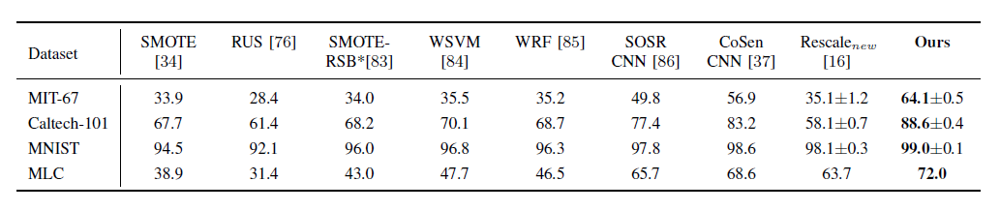 Dataset SMOTE [34] RUS [76] SMOTE-RSB*[83] WSVM [84] WRF [85] SOSR CNN [86] CoSen CNN [37] Rescalenew [16] Ours
MIT-67 33.9 28.4 34.0 35.5 35.2 49.8 56.9 35.1±1.2 64.1±0.5
Caltech-101 67.7 61.4 68.2 70.1 68.7 77.4 83.2 58.1±0.7 88.6±0.4
MNIST 94.5 92.1 96.0 96.8 96.3 97.8 98.6 98.1±0.3 99.0±0.1
MLC 38.9 31.4 43.0 47.7 46.5 65.7 68.6 63.7 72.0